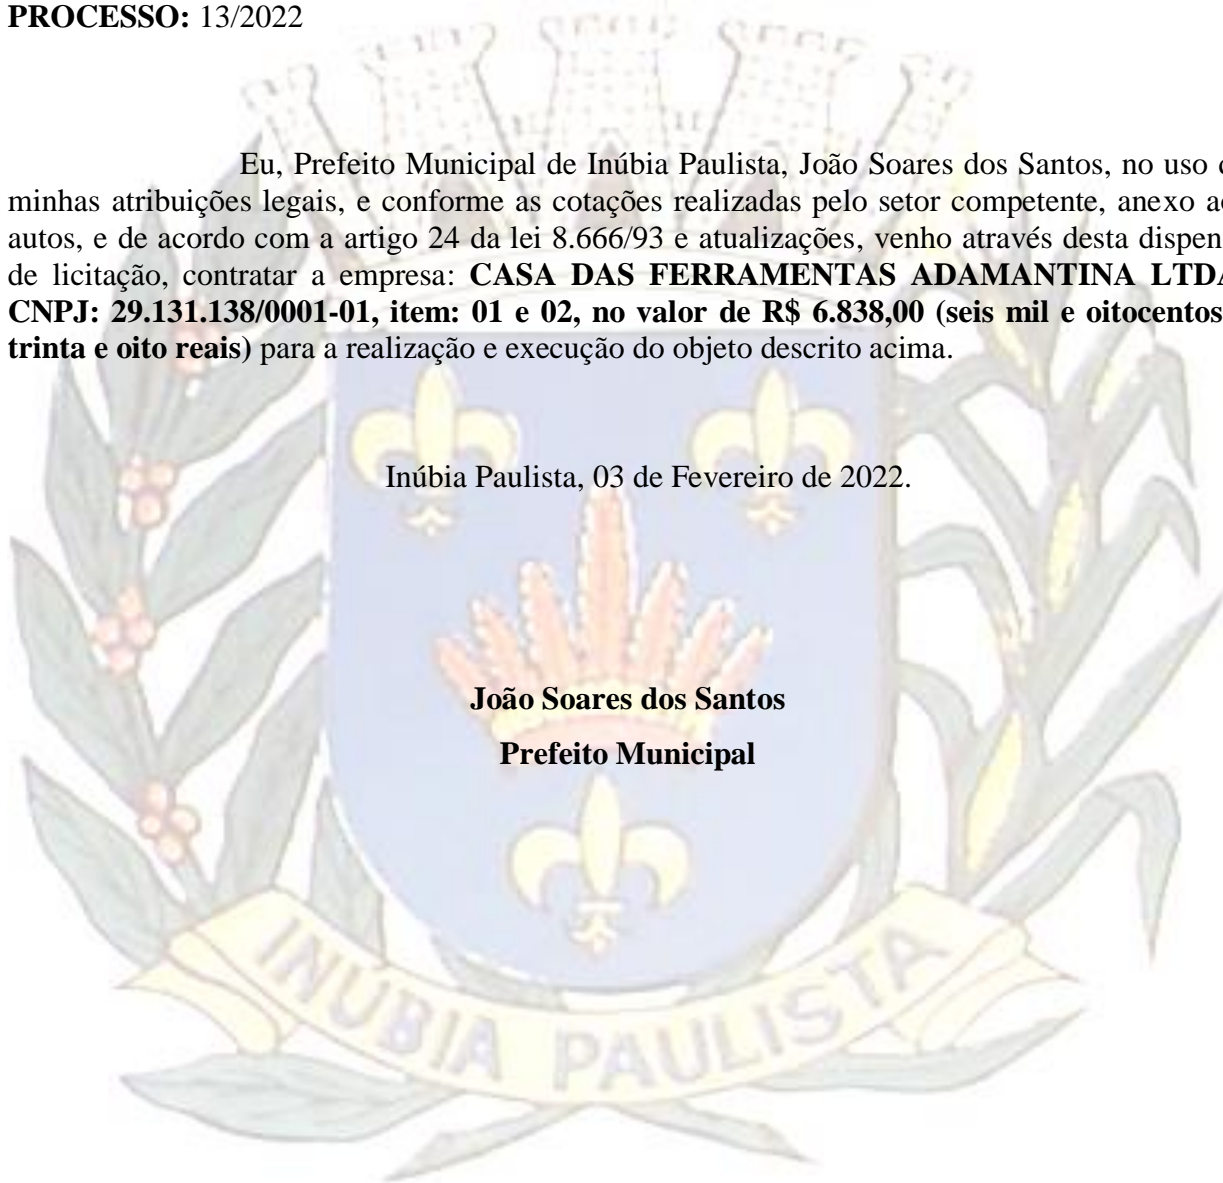 PROCESSO: 13/2022
Eu, Prefeito Municipal de Inúbia Paulista, João Soares dos Santos, no uso
minhas atribuições legais, e conforme as cotações realizadas pelo setor competente, anexo
autos, e de acordo com a artigo 24 da lei 8.666/93 e atualizações, venho através desta dispen
de licitação, contratar a empresa: CASA DAS FERRAMENTAS ADAMANTINA LTDA
CNPJ: 29.131.138/0001-01, item: 01 e 02, no valor de R$ 6.838,00 (seis mil e oitocentos
trinta e oito reais) para a realização e execução do objeto descrito acima.
Inúbia Paulista, 03 de Fevereiro de 2022.
João Soares dos Santos
Prefeito Municipal
INÚBIA PAULISTA